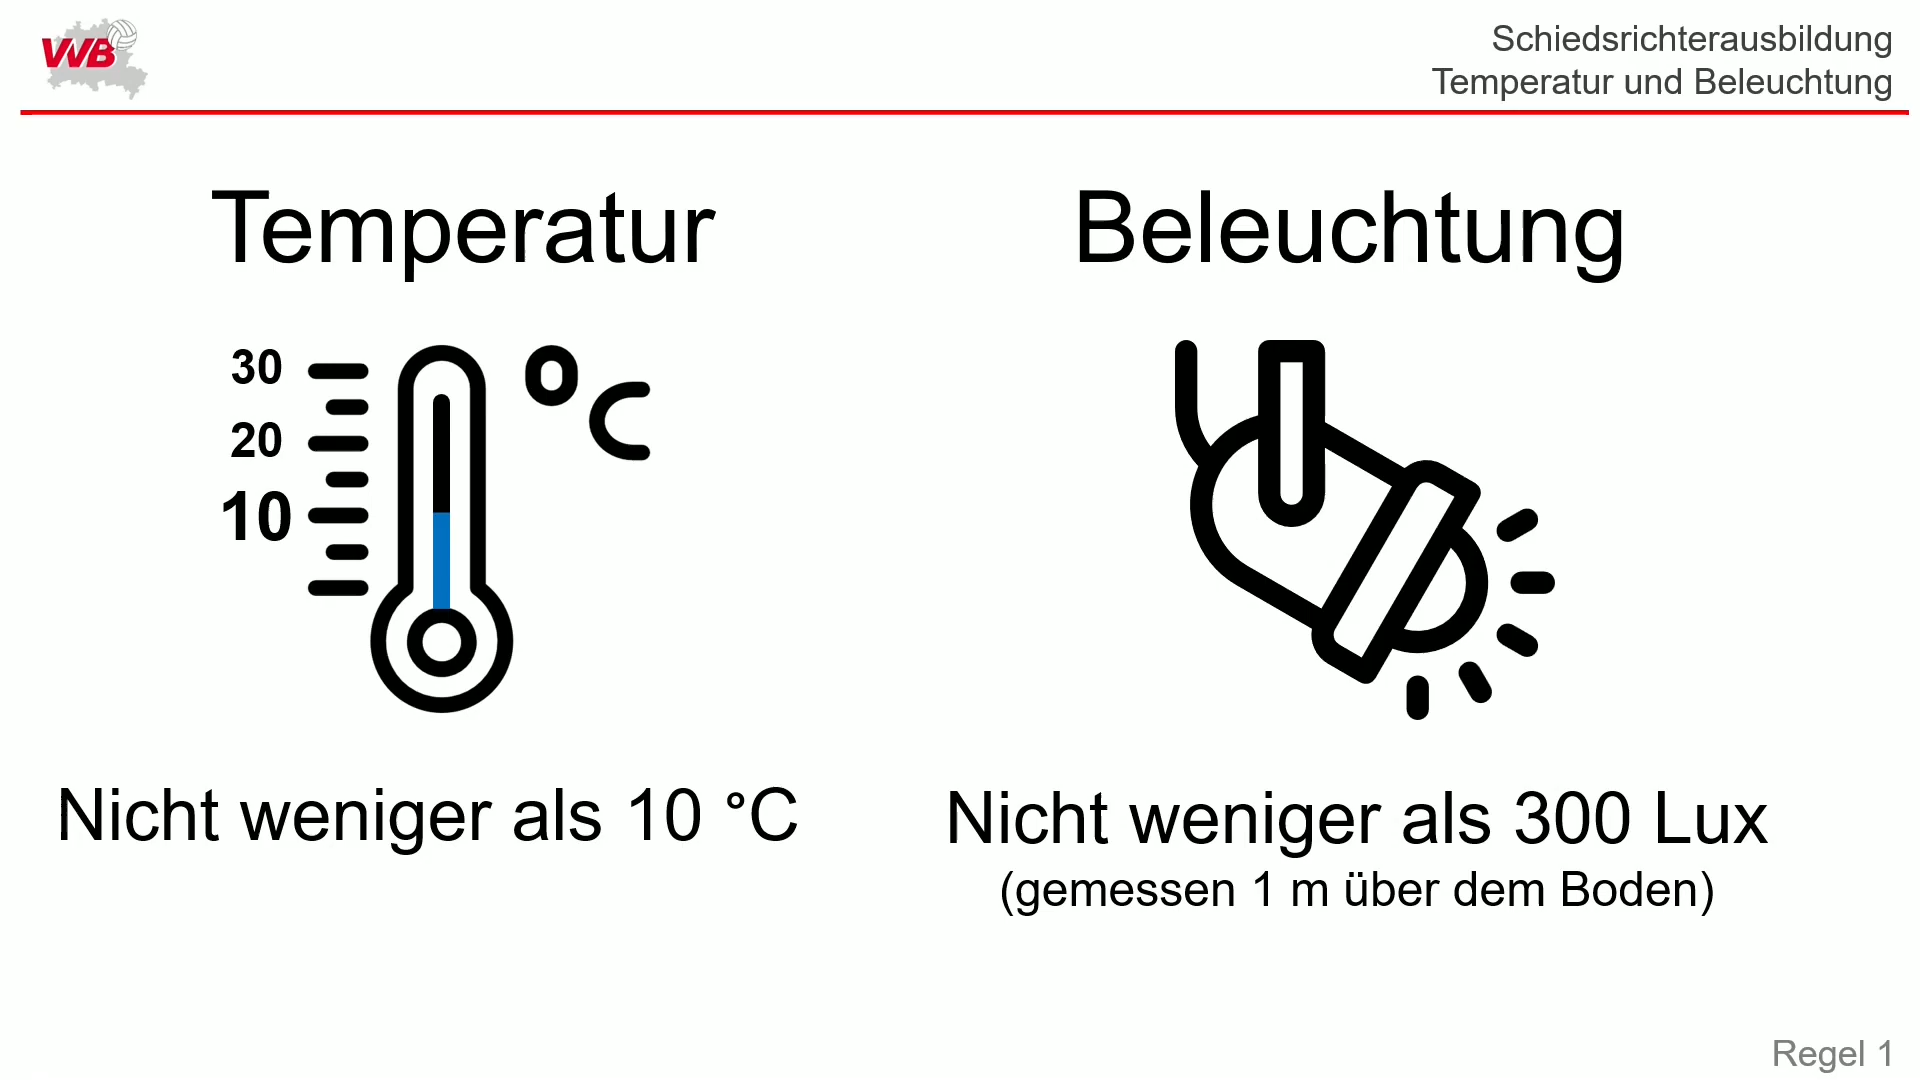 VVB
Schiedsrichterausbildung
Temperatur und Beleuchtung
Temperatur
Beleuchtung
30
20
10
°C
Nicht weniger als 10 °C
Nicht weniger als 300 Lux
(gemessen 1 m über dem Boden)
Regel 1